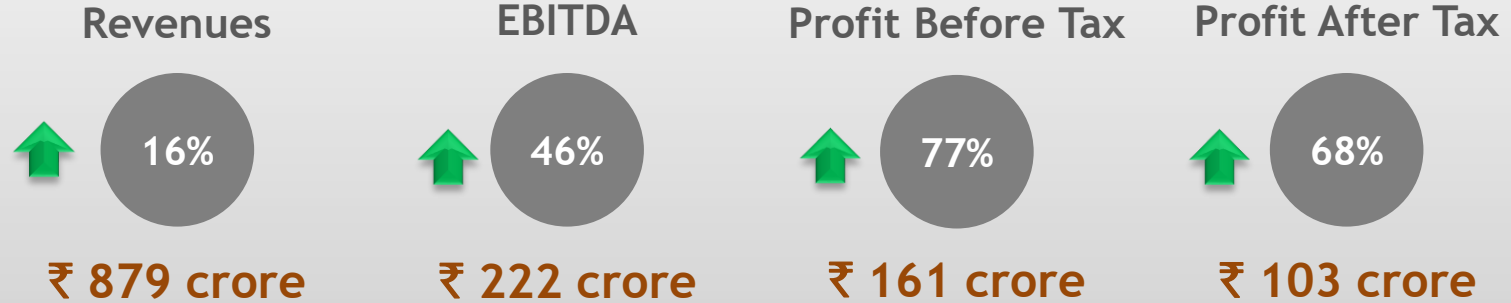 Revenues EBITDA Profit Before Tax Profit After Tax
16% 46% 77% 68%
₹ 879 crore ₹ 222 crore ₹ 161 crore ₹ 103 crore